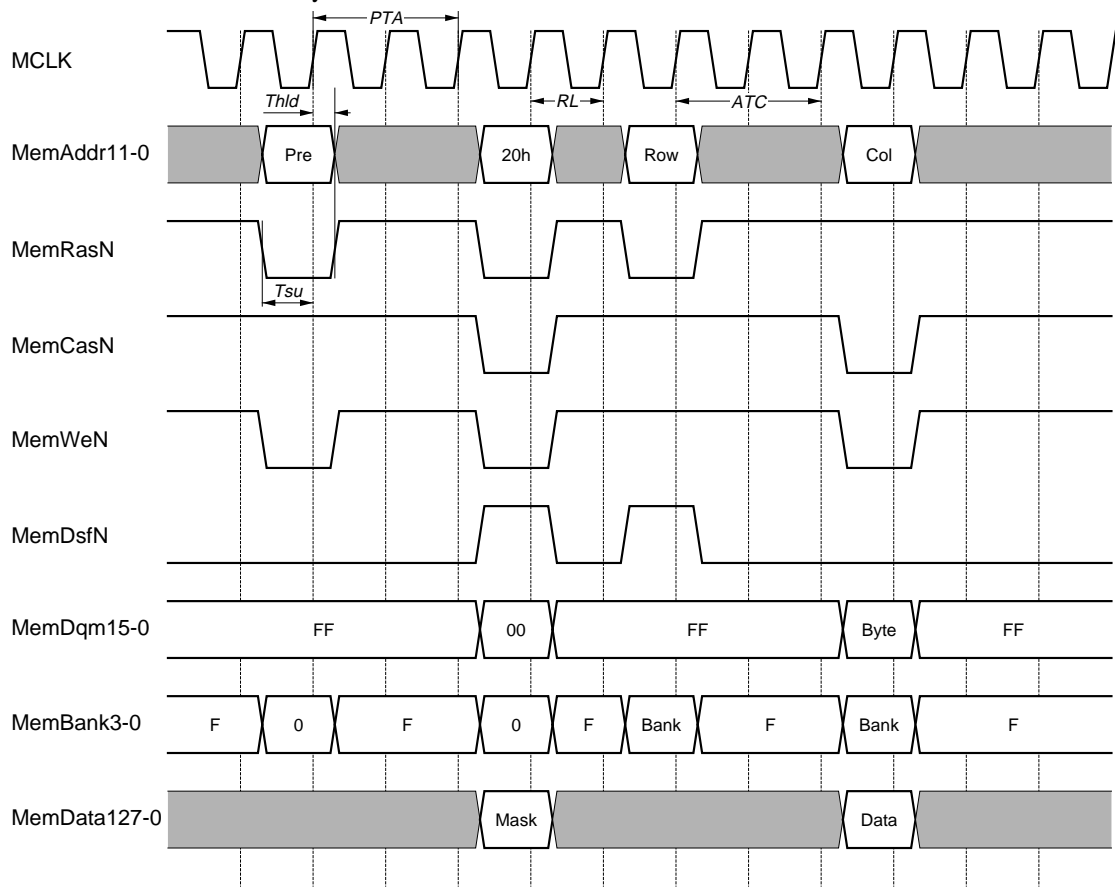 PTA
MCLK
Thld
RL
ATC
MemAddr11-0
Pre
20h
Row
Col
MemRasN
Tsu
MemCasN
MemWeN
MemDsfN
MemDqm15-0
FF
00
FF
Byte
FF
MemBank3-0
F
0
F
0
F
Bank
F
Bank
F
MemData127-0
Mask
Data